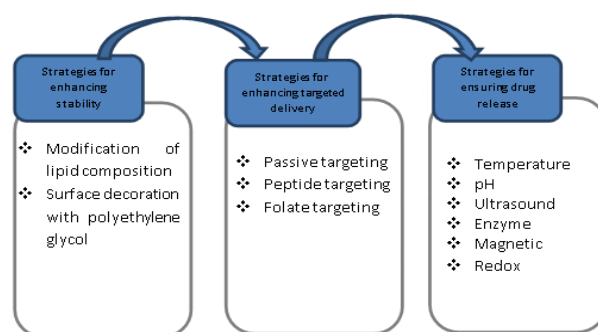 Strategies for
enhancing
stability
❖ Modification of
lipid composition
❖ Surface decoration
with polyethylene
glycol
Strategies for
enhancing targeted
delivery
❖ Passive targeting
❖ Peptide targeting
❖ Folate targeting
Strategies for
ensuring drug
release
❖ Temperature
❖ pH
❖ Ultrasound
❖ Enzyme
❖ Magnetic
❖ Redox